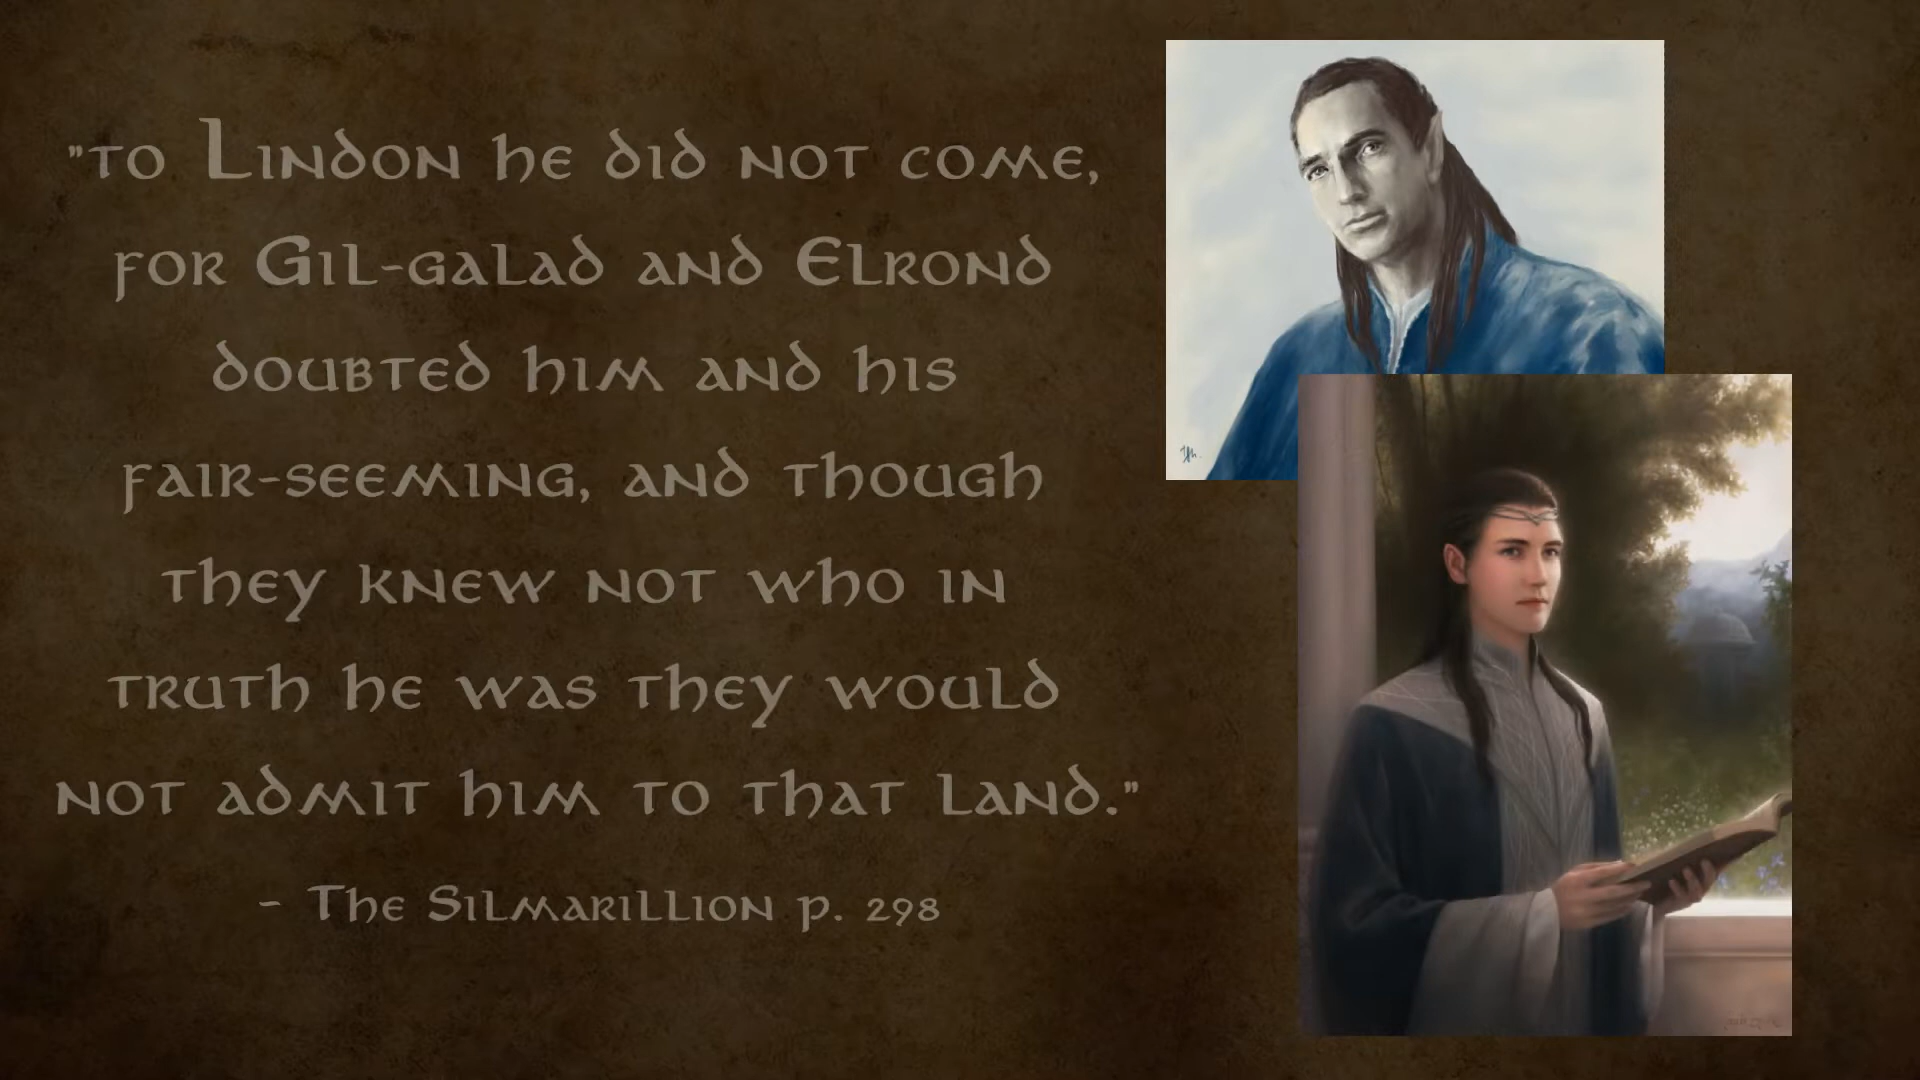 "To Lindon he did not come,
for Gil-galad and Elrond
doubted him and his
fair-seeming, and though
they knew not who in
truth he was they would
not admit him to that land."
- The Silmarillion p. 298